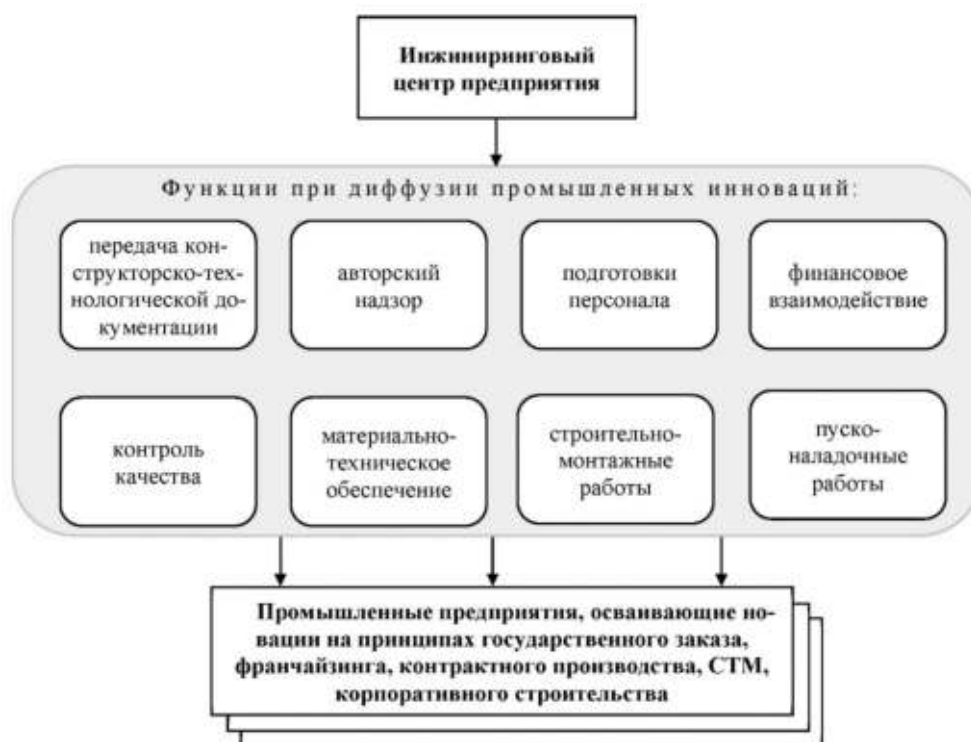 Инжиниринговый
центр предприятия
Функции при диффузии промышленных инноваций:
передача кон-
структорско-тех-
нологической до-
кументации
авторский
надзор
подготовки
персонала
финансовое
взаимодействие
контроль
качества
материально-
техническое
обеспечение
строительно-
монтажные
работы
пуско-
наладочные
работы
Промышленные предприятия, осваивающие но-
вации на принципах государственного заказа,
франчайзинга, контрактного производства, СТМ,
корпоративного строительства